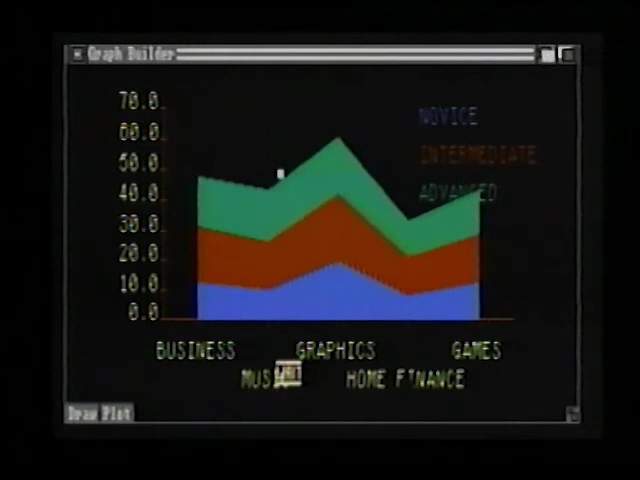 Graph Builder
70.0
60.0
50.0
40.0
30.0
20.0
10.0
0.0
NOVICE
INTERMEDIATE
ADVANCED
BUSINESS GRAPHICS GAMES
HOME FINANCE
Draw Plot